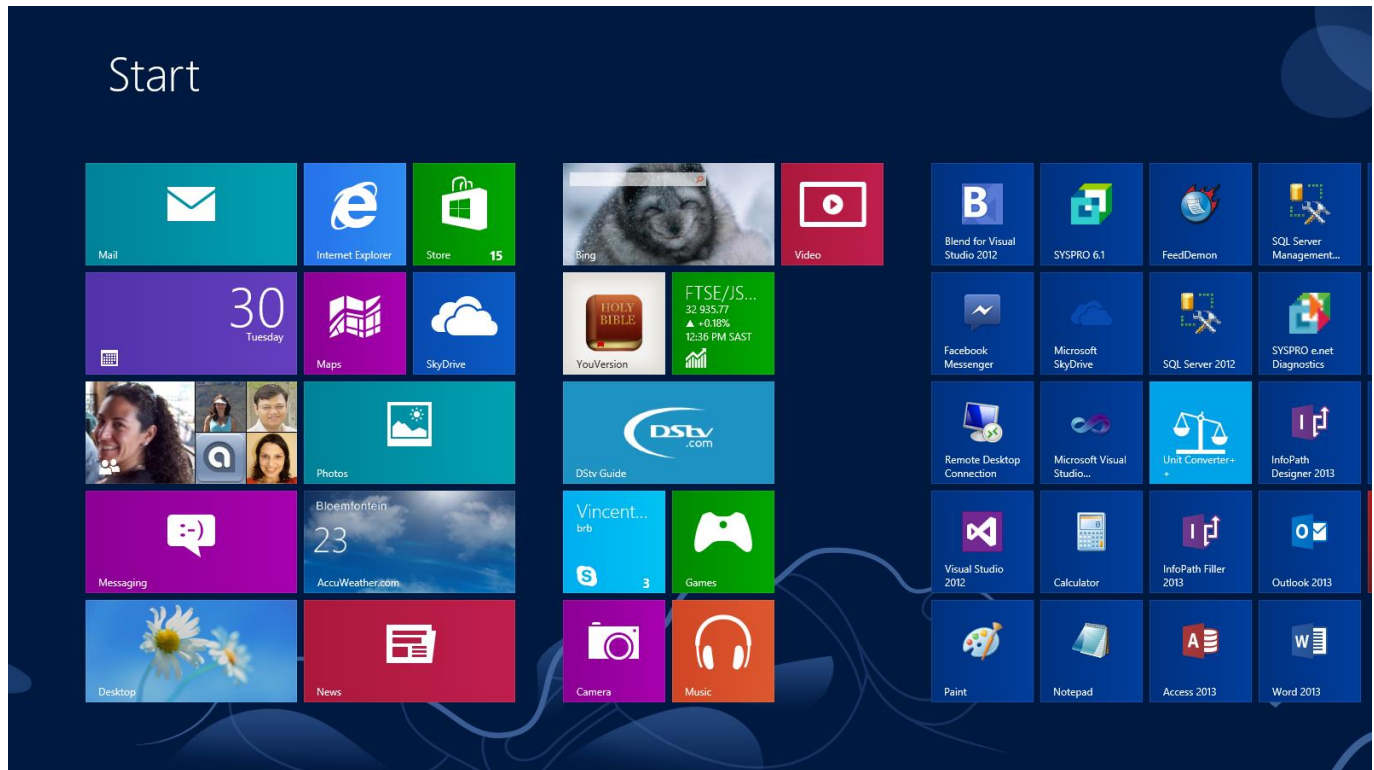 Start
Mail
Internet Explorer
Store 15
30
Tuesday
Maps
SkyDrive
Photos
Messaging
:-)
Bloemfontein
23
AccuWeather.com
Desktop
News
Bing
Video
HOLY
BIBLE
YouVersion
FTSE/JS...
32 935.77
▲ +0.18%
12:36 PM SAST
DStv
.com
DStv Guide
Vincent...
brb
3
Games
Camera
Music
Blend for Visual
Studio 2012
SYSPRO 6.1
FeedDemon
SQL Server
Management...
Facebook
Messenger
Microsoft
SkyDrive
SQL Server 2012
SYSPRO e.net
Diagnostics
Remote Desktop
Connection
Microsoft Visual
Studio...
Unit Converter+
+
InfoPath
Designer 2013
Visual Studio
2012
Calculator
InfoPath Filler
2013
Outlook 2013
Paint
Notepad
Access 2013
Word 2013